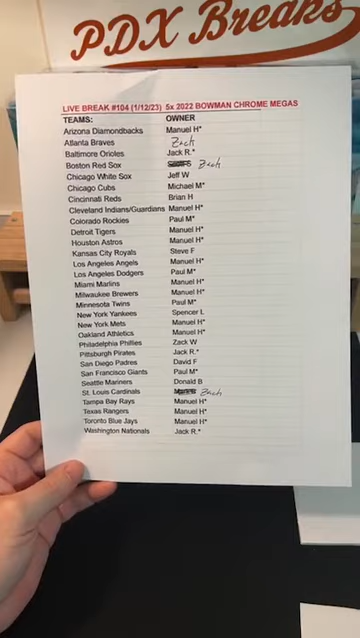 PDX Breaks
LIVE BREAK #104 (1/12/23) 5x 2022 BOWMAN CHROME MEGAS
TEAMS: OWNER
Arizona Diamondbacks Manuel H*
Atlanta Braves Zach
Baltimore Orioles Jack R.*
Boston Red Sox Zach
Chicago White Sox Jeff W
Chicago Cubs Michael M*
Cincinnati Reds Brian H
Cleveland Indians/Guardians Manuel H*
Colorado Rockies Paul M*
Detroit Tigers Manuel H*
Houston Astros Manuel H*
Kansas City Royals Steve F
Los Angeles Angels Manuel H*
Los Angeles Dodgers Paul M*
Miami Marlins Manuel H*
Milwaukee Brewers Manuel H*
Minnesota Twins Paul M*
New York Yankees Spencer L
New York Mets Manuel H*
Oakland Athletics Manuel H*
Philadelphia Phillies Zack W
Pittsburgh Pirates Jack R.*
San Diego Padres David F
San Francisco Giants Paul M*
Seattle Mariners Donald B
St. Louis Cardinals Zach
Tampa Bay Rays Manuel H*
Texas Rangers Manuel H*
Toronto Blue Jays Manuel H*
Washington Nationals Jack R.*